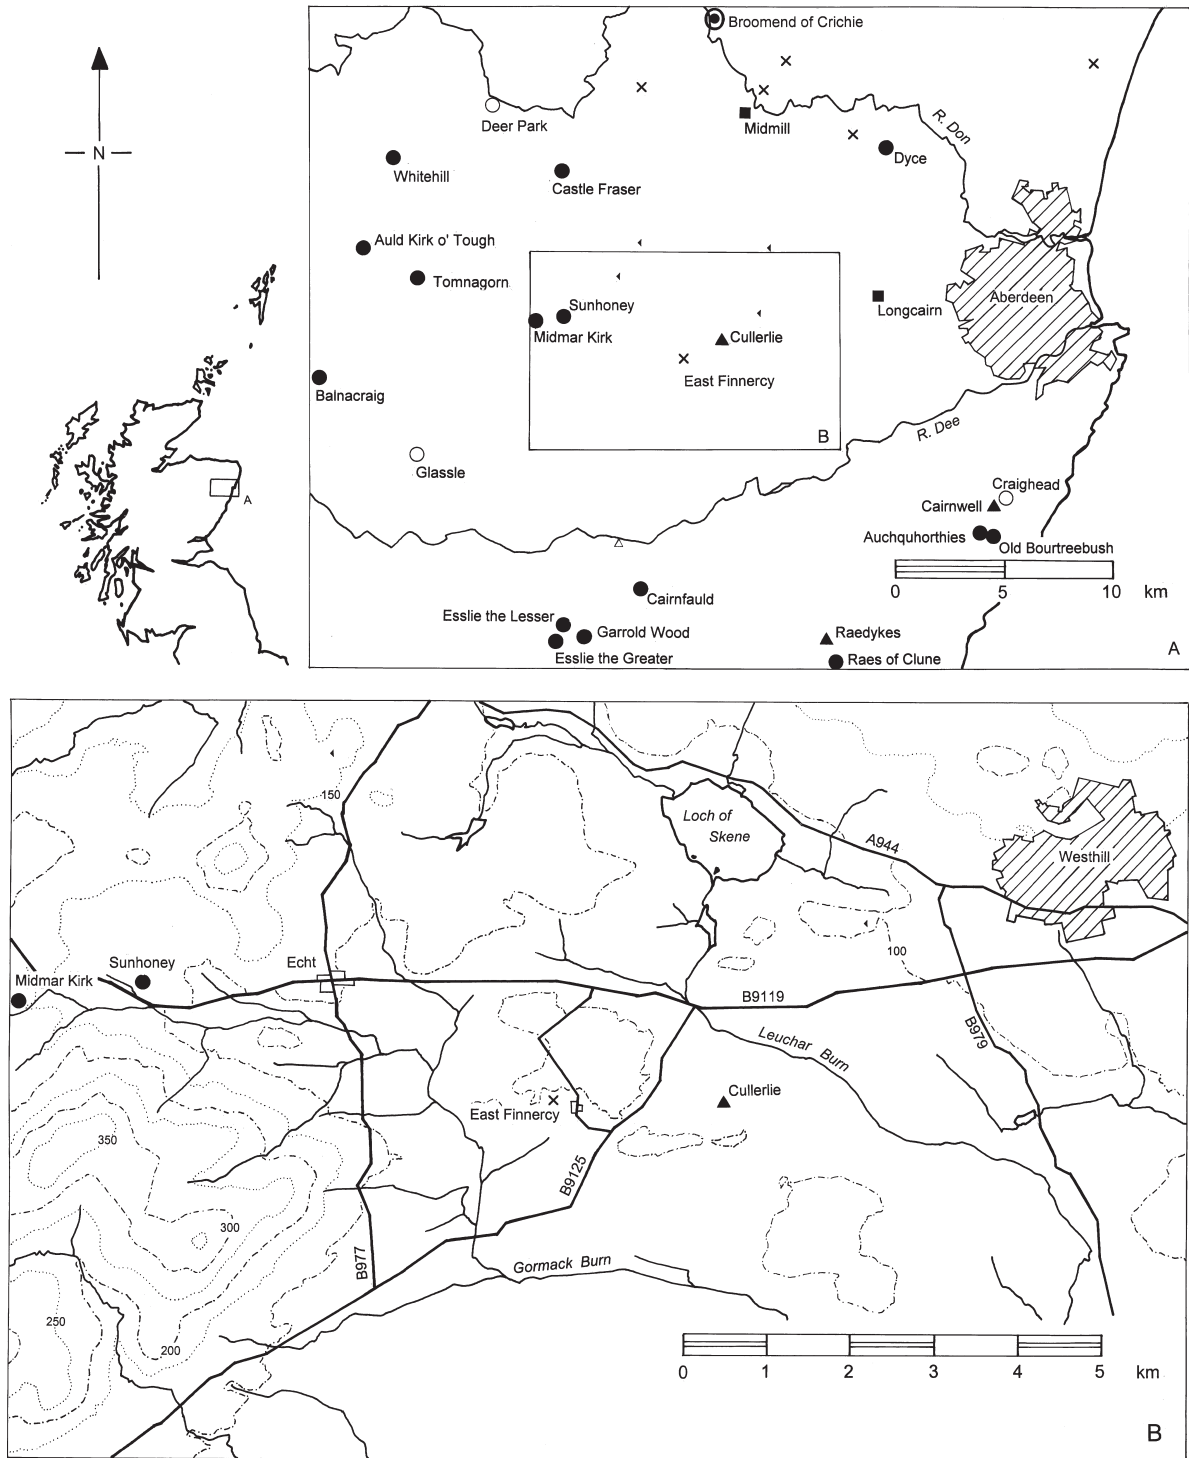 Broomend of Crichie
N
Deer Park
Midmill
R. Don
Dyce
Whitehill
Castle Fraser
Auld Kirk o' Tough
Tomnagorn
Sunhoney
Midmar Kirk
Cullerlie
East Finnercy
Longcairn
Aberdeen
Balnacraig
B
R. Dee
Glassle
A
Craighead
Cairnwell
Auchquhorthies
Old Bourtreebush
0 5 10 km
Cairnfauld
Esslie the Lesser
Garrold Wood
Esslie the Greater
Raedykes
Raes of Clune
A
150
Loch of
Skene
A944
Westhill
100
Sunhoney
Echt
Midmar Kirk
B9119
B979
Leuchar Burn
Cullerlie
East Finnercy
350
B9125
300
B977
Gormack Burn
250
200
0 1 2 3 4 5 km
B